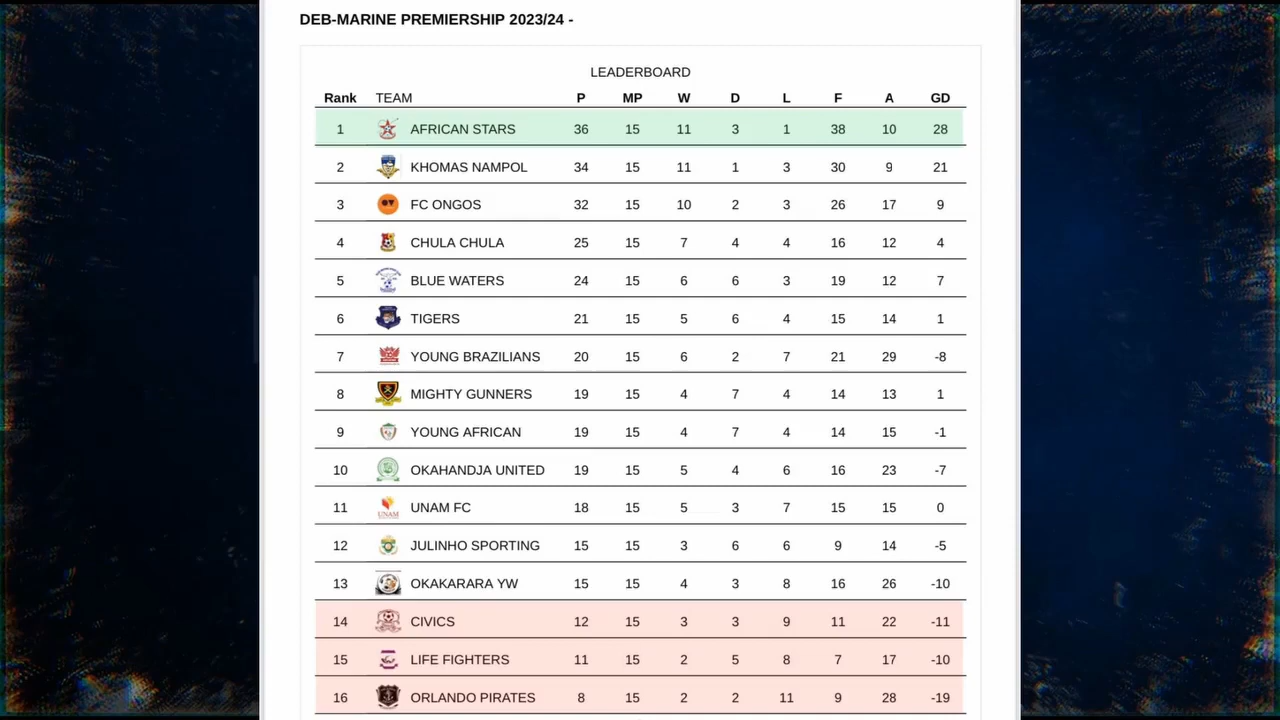 DEB-MARINE PREMIERSHIP 2023/24 -
LEADERBOARD
Rank TEAM P MP W D L F A GD
1 AFRICAN STARS 36 15 11 3 1 38 10 28
2 KHOMAS NAMPOL 34 15 11 1 3 30 9 21
3 FC ONGOS 32 15 10 2 3 26 17 9
4 CHULA CHULA 25 15 7 4 4 16 12 4
5 BLUE WATERS 24 15 6 6 3 19 12 7
6 TIGERS 21 15 5 6 4 15 14 1
7 YOUNG BRAZILIANS 20 15 6 2 7 21 29 -8
8 MIGHTY GUNNERS 19 15 4 7 4 14 13 1
9 YOUNG AFRICAN 19 15 4 7 4 14 15 -1
10 OKAHANDJA UNITED 19 15 5 4 6 16 23 -7
11 UNAM UNAM FC 18 15 5 3 7 15 15 0
12 JULINHO SPORTING 15 15 3 6 6 9 14 -5
13 OKAKARARA YW 15 15 4 3 8 16 26 -10
14 CIVICS 12 15 3 3 9 11 22 -11
15 LIFE FIGHTERS 11 15 2 5 8 7 17 -10
16 ORLANDO PIRATES 8 15 2 2 11 9 28 -19